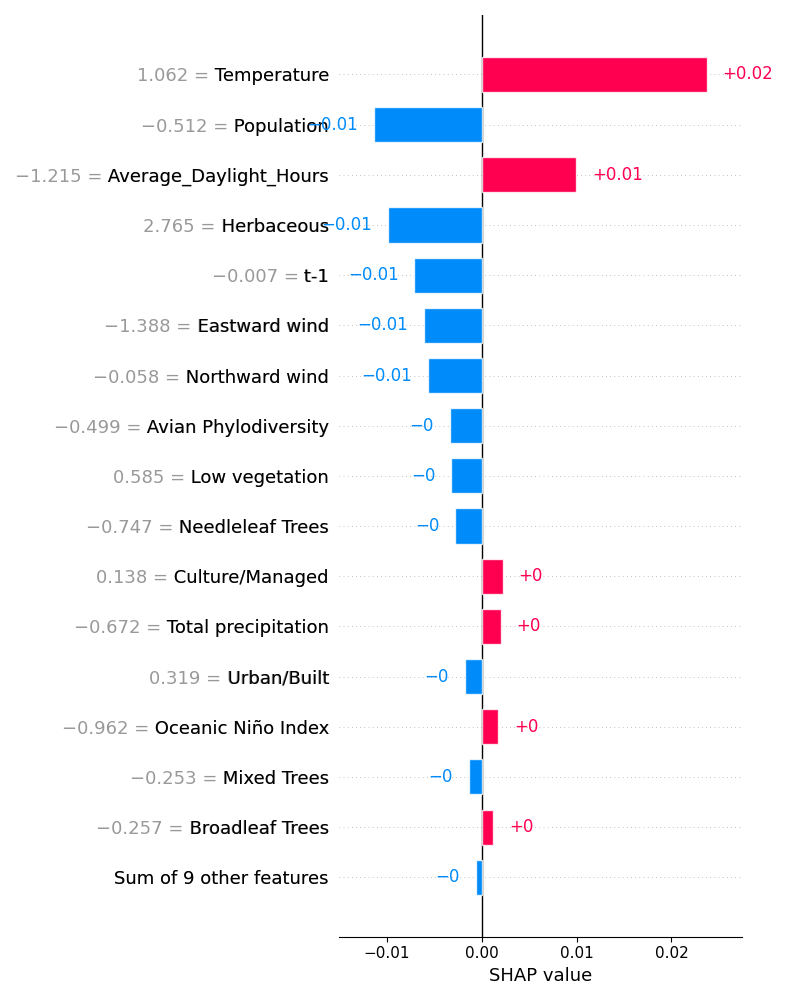 1.062 = Temperature +0.02
−0.512 = Population −0.01
−1.215 = Average_Daylight_Hours +0.01
2.765 = Herbaceous −0.01
−0.007 = t-1 −0.01
−1.388 = Eastward wind −0.01
−0.058 = Northward wind −0.01
−0.499 = Avian Phylodiversity −0
0.585 = Low vegetation −0
−0.747 = Needleleaf Trees −0
0.138 = Culture/Managed +0
−0.672 = Total precipitation +0
0.319 = Urban/Built −0
−0.962 = Oceanic Niño Index +0
−0.253 = Mixed Trees −0
−0.257 = Broadleaf Trees +0
Sum of 9 other features −0
−0.01 0.00 0.01 0.02
SHAP value